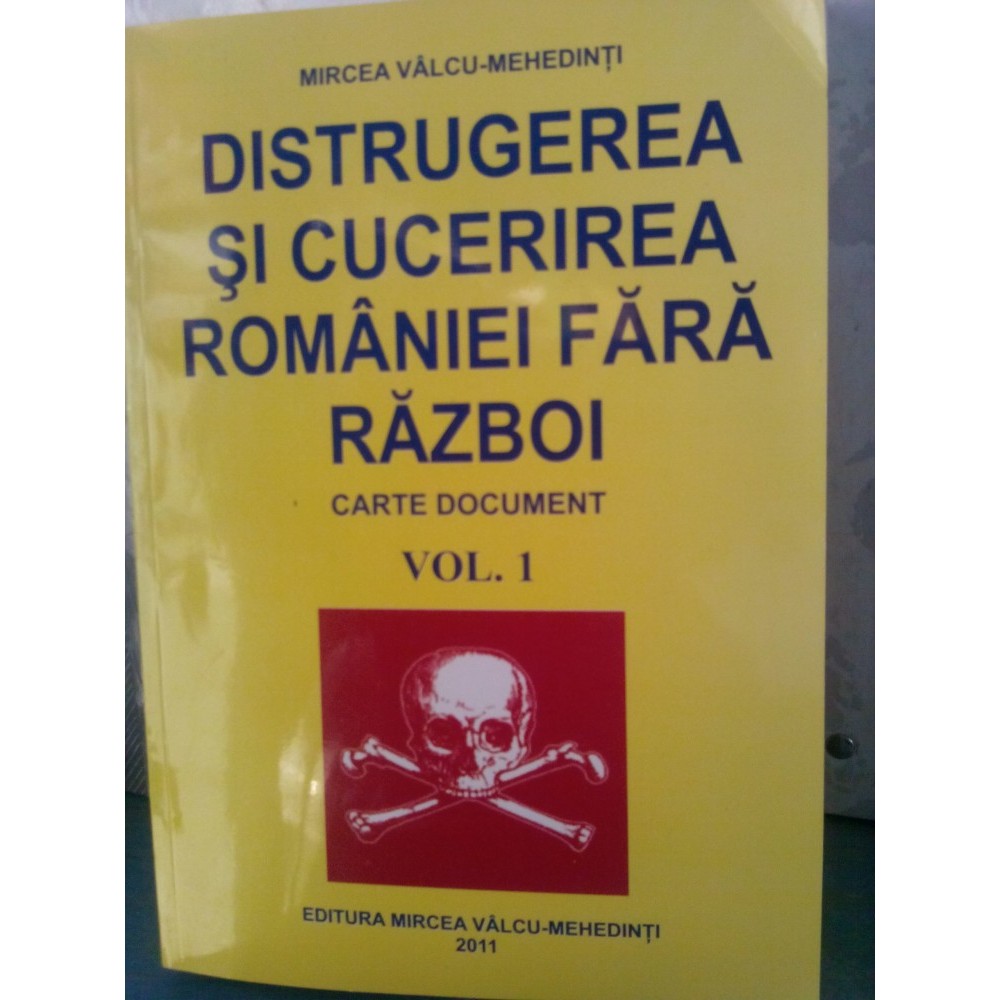 MIRCEA VÂLCU-MEHEDINȚI
DISTRUGEREA
ŞI CUCERIREA
ROMÂNIEI FĂRĂ
RĂZBOI
CARTE DOCUMENT
VOL. 1
EDITURA MIRCEA VÂLCU-MEHEDINȚI
2011